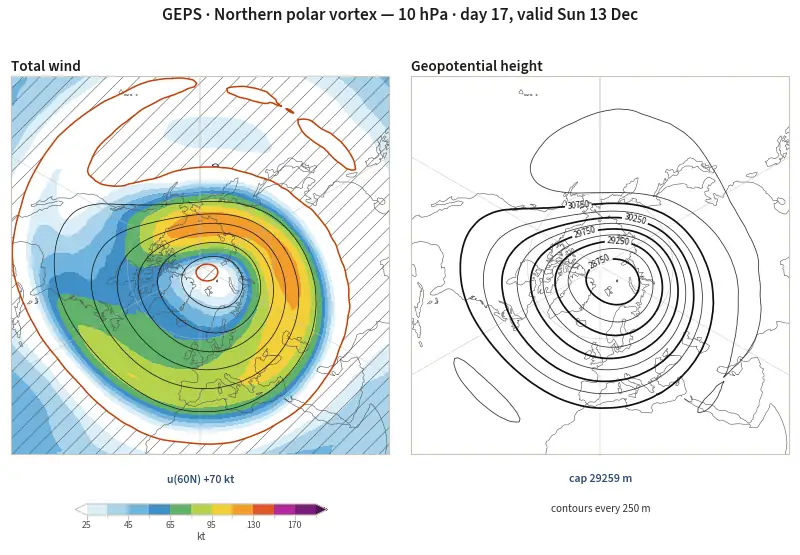 GEPS · Northern polar vortex — 10 hPa · day 17, valid Sun 13 Dec
Total wind
Geopotential height
30750
30250
29750
29250
28750
u(60N) +70 kt
cap 29259 m
contours every 250 m
25 45 65 95 130 170
kt